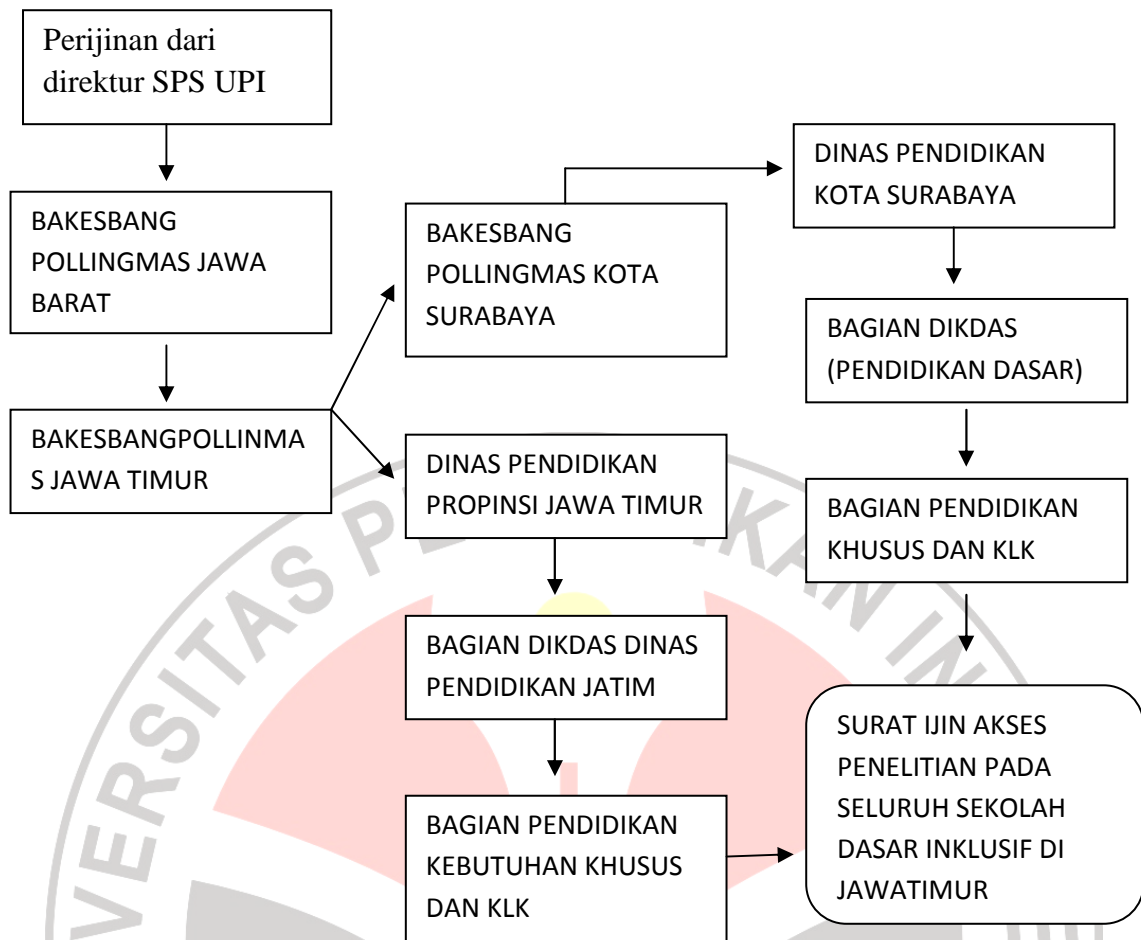 Perijinan dari
direktur SPS UPI
BAKESBANG
POLLINGMAS JAWA
BARAT
BAKESBANGPOLLINMA
S JAWA TIMUR
BAKESBANG
POLLINGMAS KOTA
SURABAYA
DINAS PENDIDIKAN
PROPINSI JAWA TIMUR
BAGIAN DIKDAS DINAS
PENDIDIKAN JATIM
BAGIAN PENDIDIKAN
KEBUTUHAN KHUSUS
DAN KLK
DINAS PENDIDIKAN
KOTA SURABAYA
BAGIAN DIKDAS
(PENDIDIKAN DASAR)
BAGIAN PENDIDIKAN
KHUSUS DAN KLK
SURAT IJIN AKSES
PENELITIAN PADA
SELURUH SEKOLAH
DASAR INKLUSIF DI
JAWATIMUR